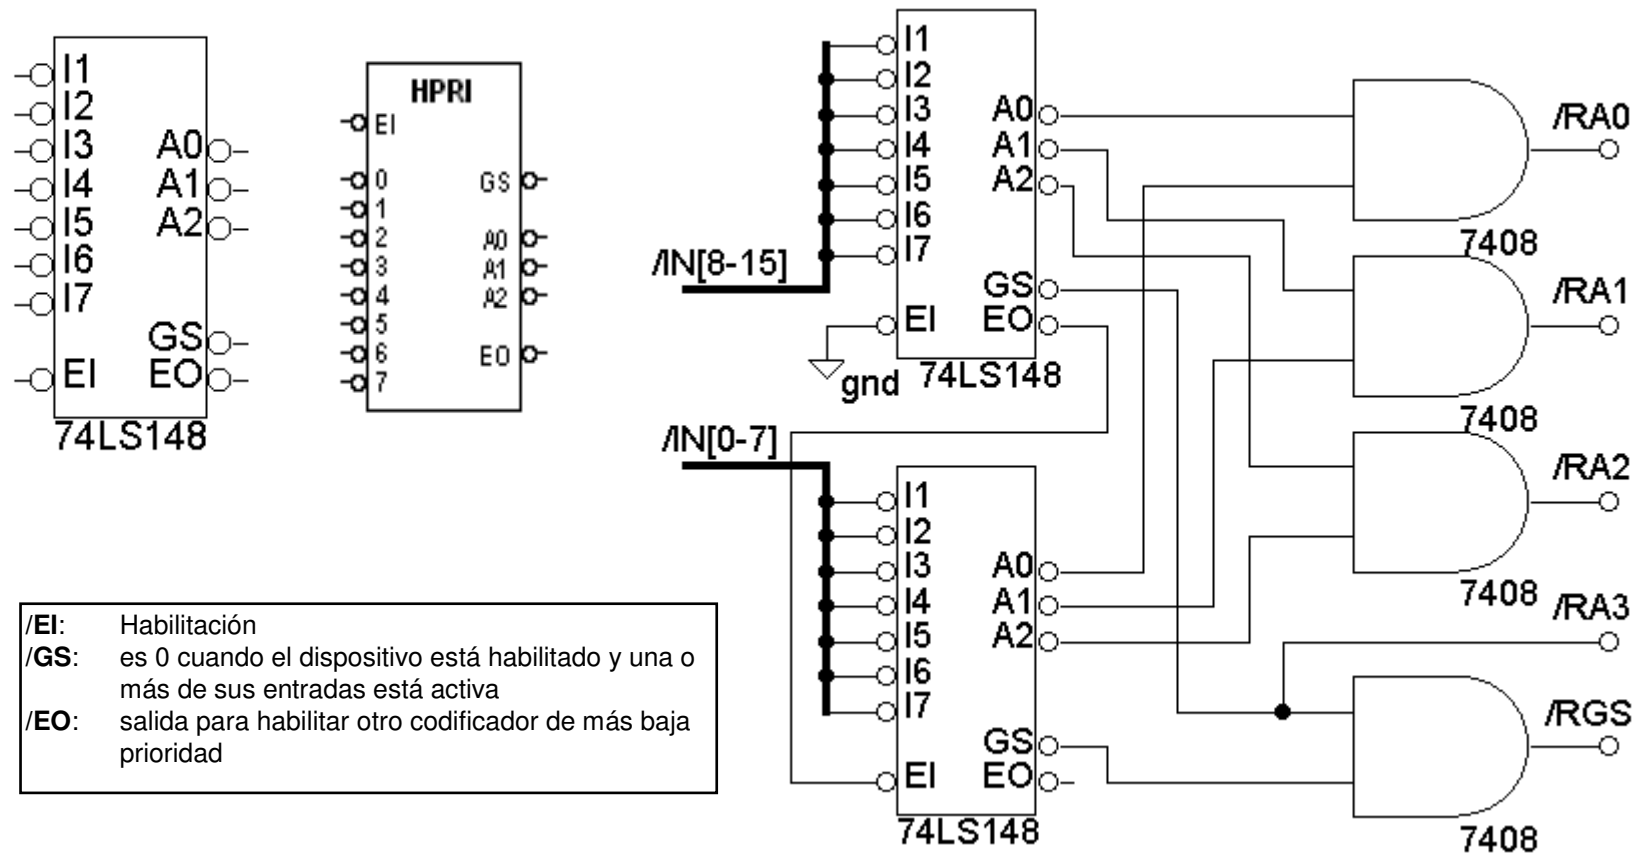 I1
I2
I3
I4
I5
I6
I7
A0
A1
A2
GS
EI
EO
74LS148
HPRI
EI
0
1
2
3
4
5
6
7
GS
A0
A1
A2
EO
/IN[8-15]
I1
I2
I3
I4
I5
I6
I7
A0
A1
A2
GS
EI
EO
gnd
74LS148
/IN[0-7]
I1
I2
I3
I4
I5
I6
I7
A0
A1
A2
GS
EI
EO
74LS148
/RA0
7408
/RA1
7408
/RA2
7408
/RA3
/RGS
7408
/EI: Habilitación
/GS: es 0 cuando el dispositivo está habilitado y una o
más de sus entradas está activa
/EO: salida para habilitar otro codificador de más baja
prioridad